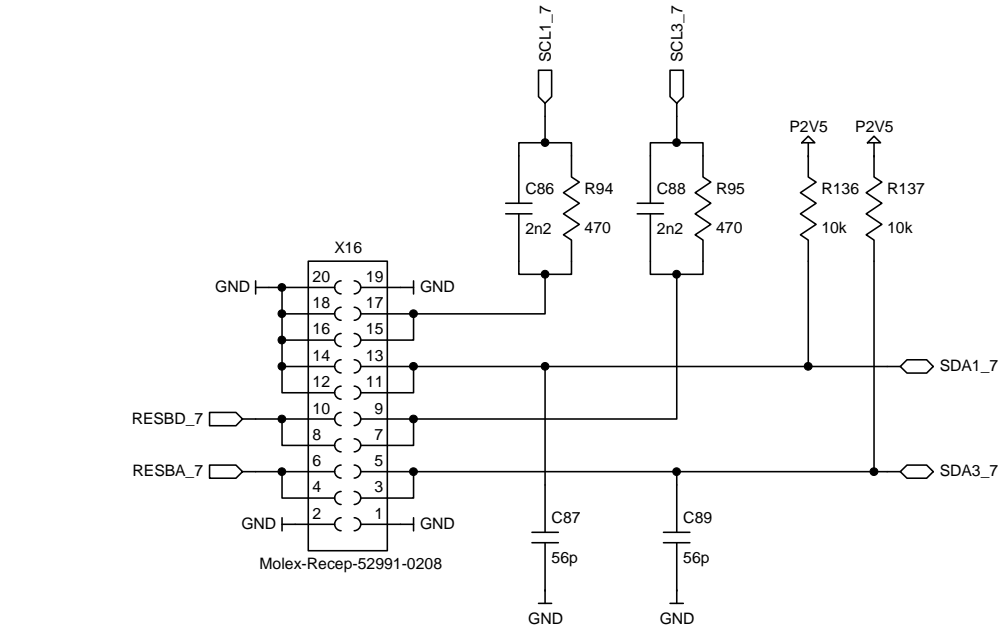 SCL1_7
SCL3_7
P2V5
P2V5
C86
R94
C88
R95
R136
R137
2n2
470
2n2
470
10k
10k
X16
GND
20
19
GND
18
17
16
15
14
13
SDA1_7
12
11
RESBD_7
10
9
8
7
RESBA_7
6
5
SDA3_7
4
3
GND
2
1
GND
C87
C89
56p
56p
Molex-Recep-52991-0208
GND
GND